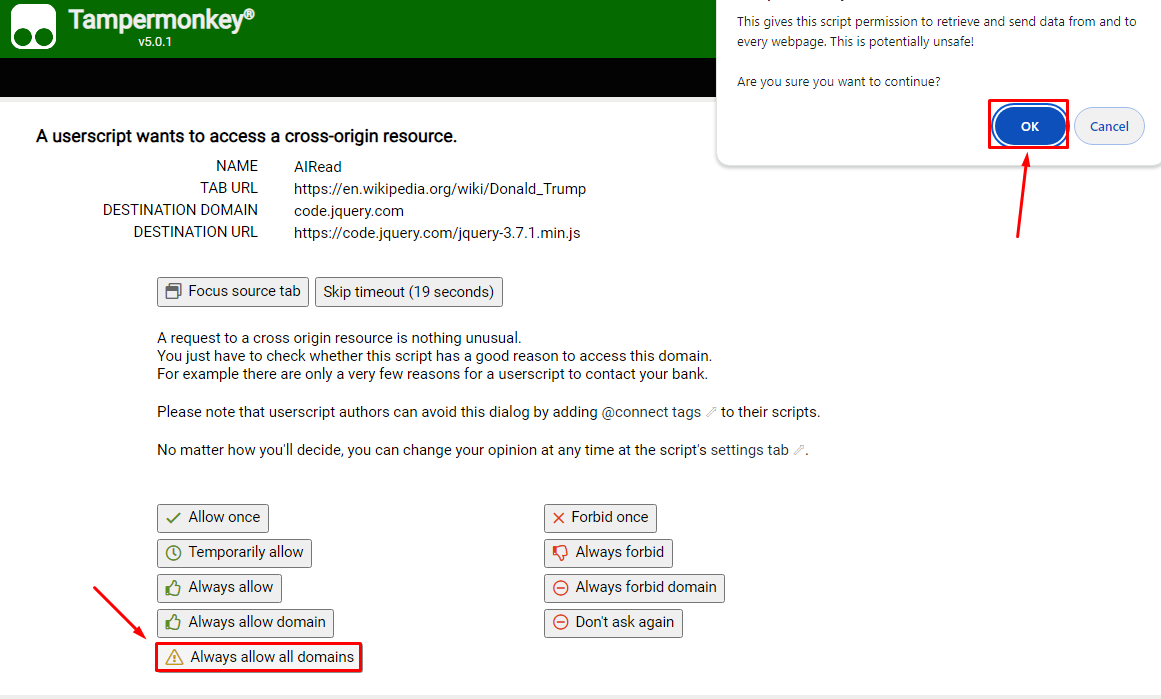 Tampermonkey®
v5.0.1
This gives this script permission to retrieve and send data from and to
every webpage. This is potentially unsafe!
Are you sure you want to continue?
OK
Cancel
A userscript wants to access a cross-origin resource.
NAME AIRead
TAB URL https://en.wikipedia.org/wiki/Donald_Trump
DESTINATION DOMAIN code.jquery.com
DESTINATION URL https://code.jquery.com/jquery-3.7.1.min.js
Focus source tab
Skip timeout (19 seconds)
A request to a cross origin resource is nothing unusual.
You just have to check whether this script has a good reason to access this domain.
For example there are only a very few reasons for a userscript to contact your bank.
Please note that userscript authors can avoid this dialog by adding @connect tags to their scripts.
No matter how you'll decide, you can change your opinion at any time at the script's settings tab .
Allow once
Forbid once
Temporarily allow
Always forbid
Always allow
Always forbid domain
Always allow domain
Don't ask again
Always allow all domains